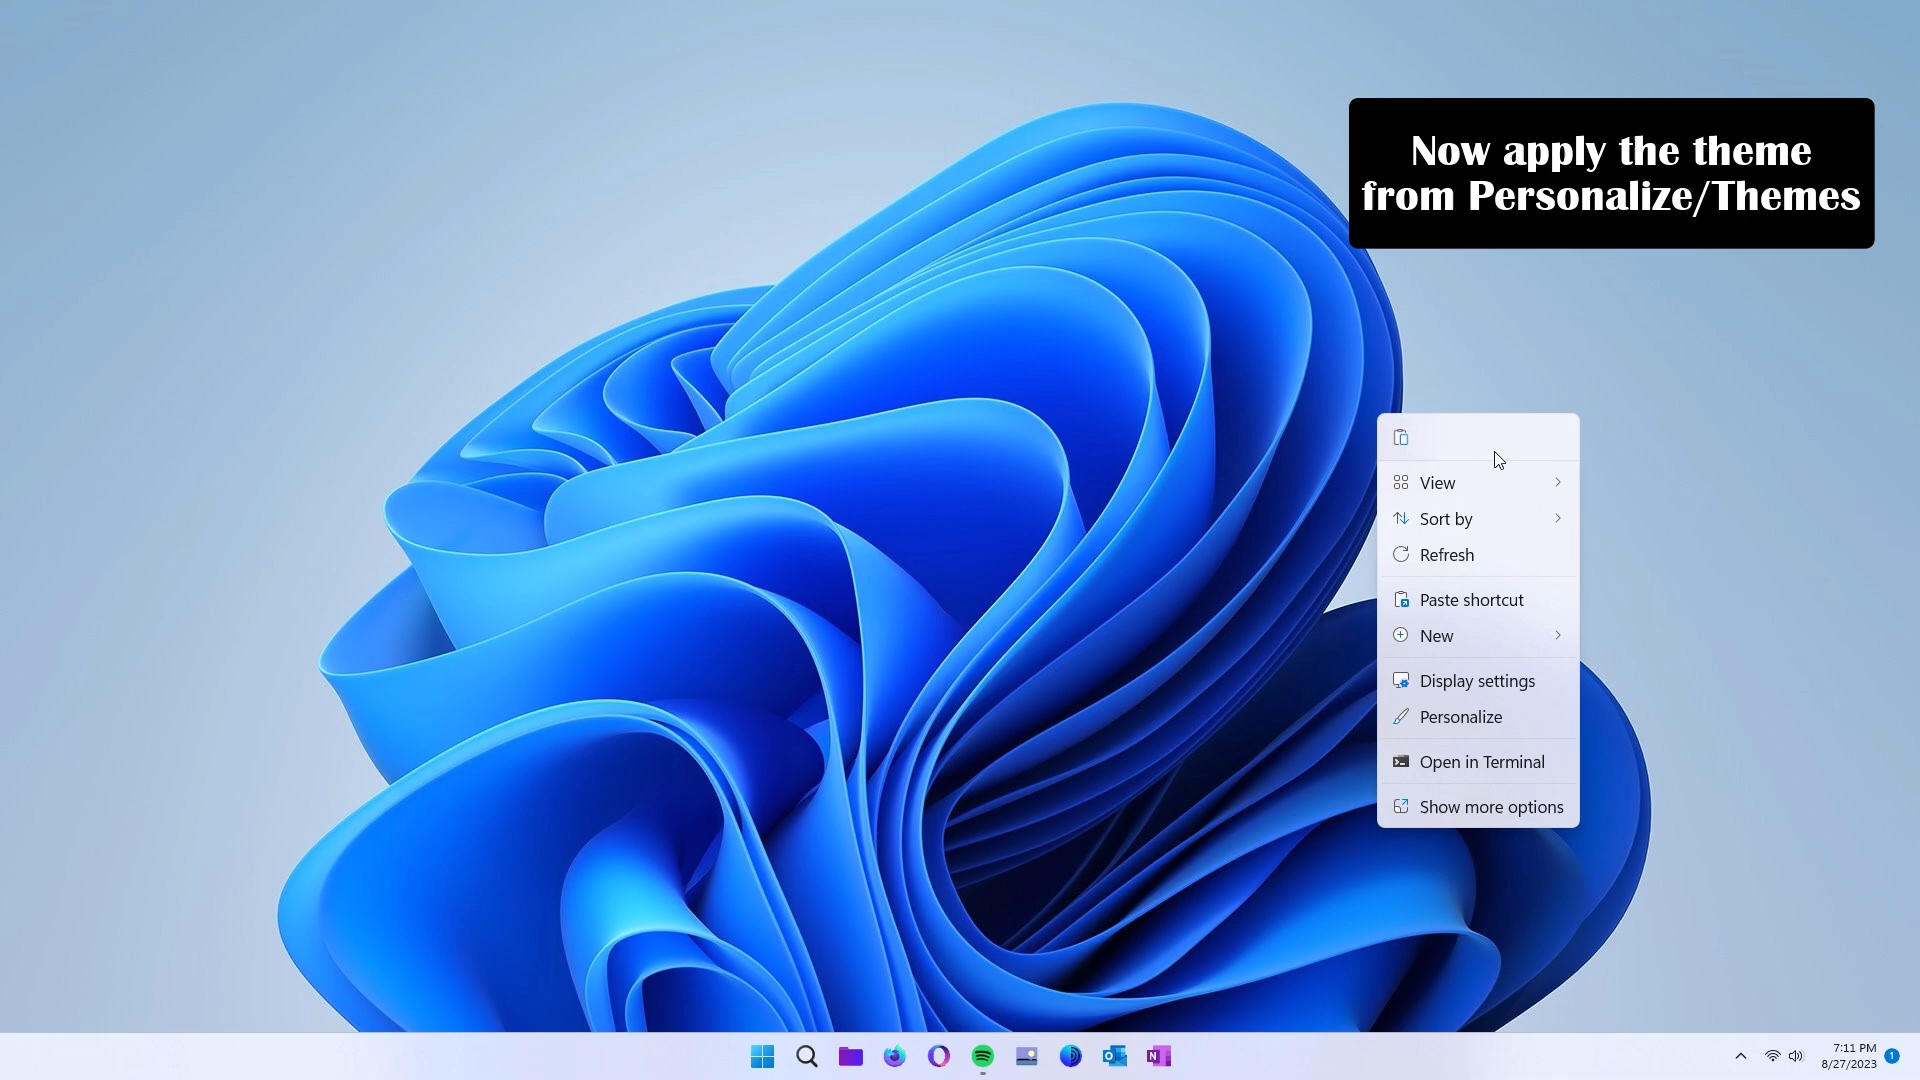 Now apply the theme
from Personalize/Themes
View
Sort by
Refresh
Paste shortcut
New
Display settings
Personalize
Open in Terminal
Show more options
7:11 PM
8/27/2023
1